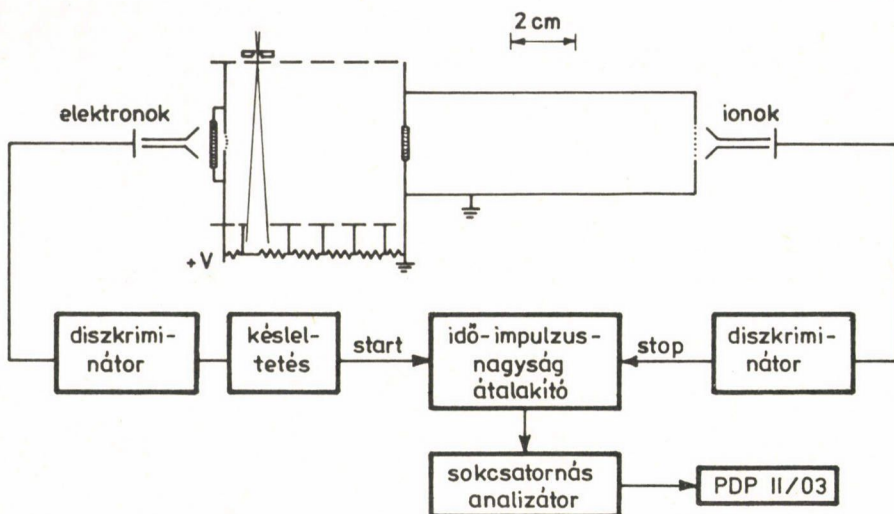 2 cm
elektronok
ionok
+V
diszkrimi-
nátor
késlel-
tetés
start
idő-impulzus-
nagyság
átalakító
stop
diszkrimi-
nátor
sokcsatornás
analizátor
PDP II/03